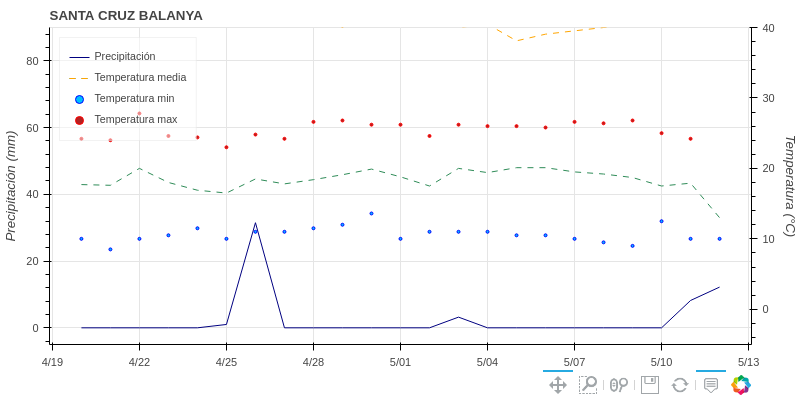 SANTA CRUZ BALANYA
Precipitación
Temperatura media
Temperatura min
Temperatura max
Precipitación (mm)
80
60
40
20
0
Temperatura (°C)
40
30
20
10
0
4/19
4/22
4/25
4/28
5/01
5/04
5/07
5/10
5/13